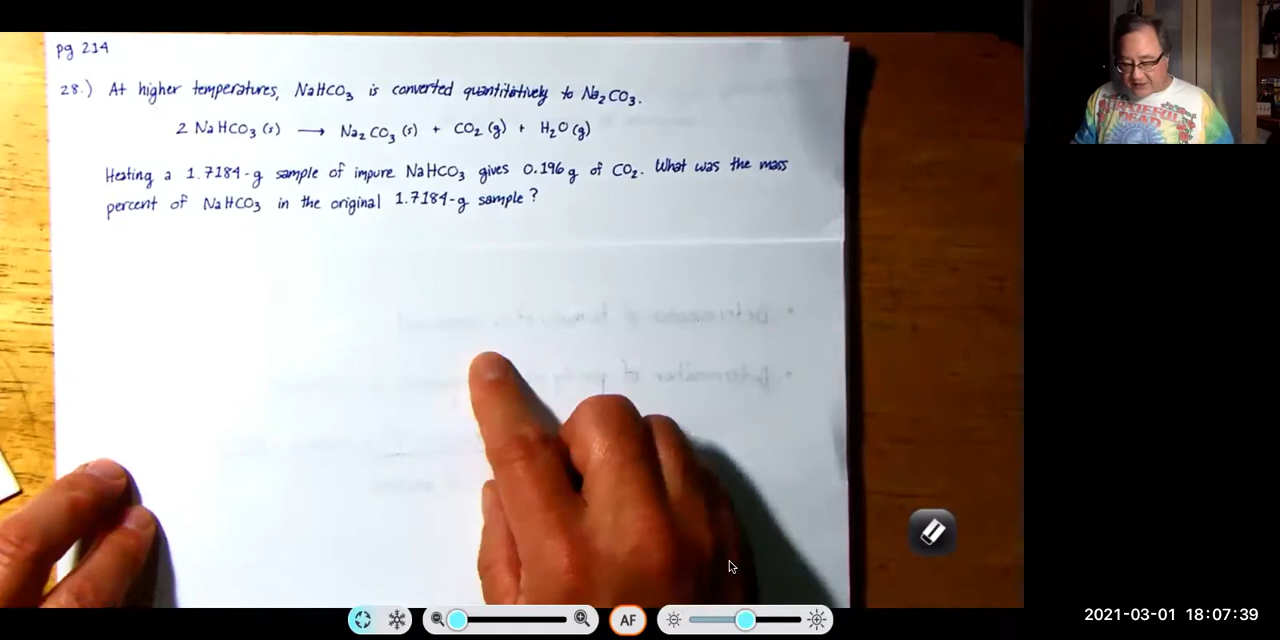 pg 214
28.) At higher temperatures, NaHCO3 is converted quantitatively to Na2CO3.
2 NaHCO3 (s) → Na2CO3 (s) + CO2 (g) + H2O (g)
Heating a 1.7184-g sample of impure NaHCO3 gives 0.196 g of CO2. What was the mass
percent of NaHCO3 in the original 1.7184-g sample?
GRATEFUL
DEAD
AF
2021-03-01 18:07:39